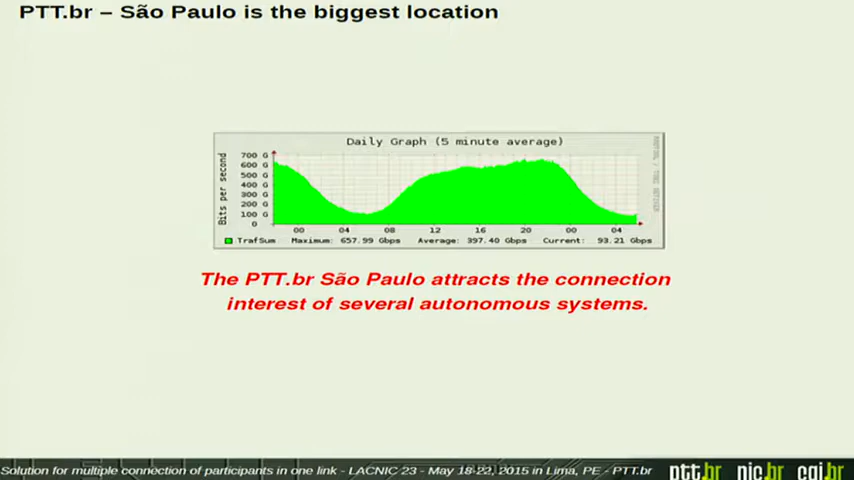 PTT.br – São Paulo is the biggest location
Daily Graph (5 minute average)
Bits per second
700 G
600 G
500 G
400 G
300 G
200 G
100 G
0
00 04 08 12 16 20 00 04
TrafSum Maximum: 657.99 Gbps Average: 397.40 Gbps Current: 93.21 Gbps
The PTT.br São Paulo attracts the connection
interest of several autonomous systems.
Solution for multiple connection of participants in one link - LACNIC 23 - May 18-22, 2015 in Lima, PE - PTT.br
ptt.br nic.br cgi.br